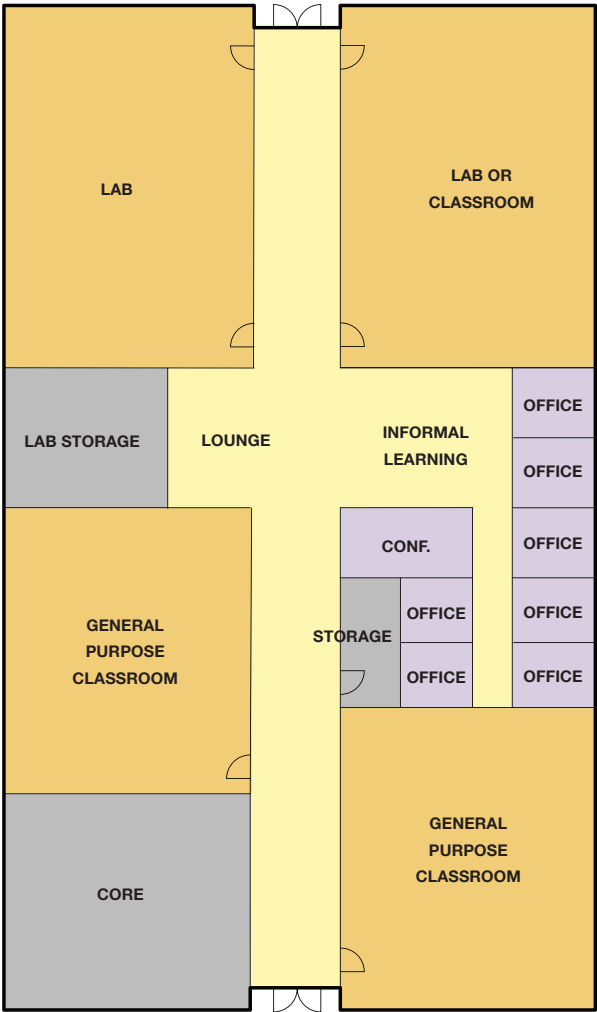 LAB
LAB OR
CLASSROOM
LAB STORAGE
LOUNGE
INFORMAL
LEARNING
OFFICE
OFFICE
OFFICE
OFFICE
OFFICE
CONF.
STORAGE
OFFICE
OFFICE
GENERAL
PURPOSE
CLASSROOM
CORE
GENERAL
PURPOSE
CLASSROOM